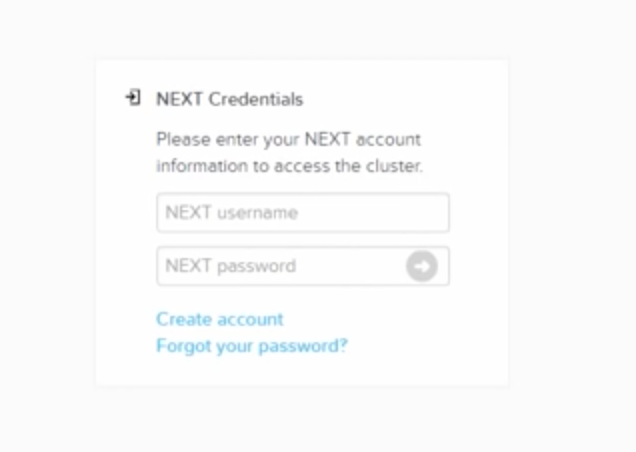 NEXT Credentials
Please enter your NEXT account
information to access the cluster.
NEXT username
NEXT password
Create account
Forgot your password?